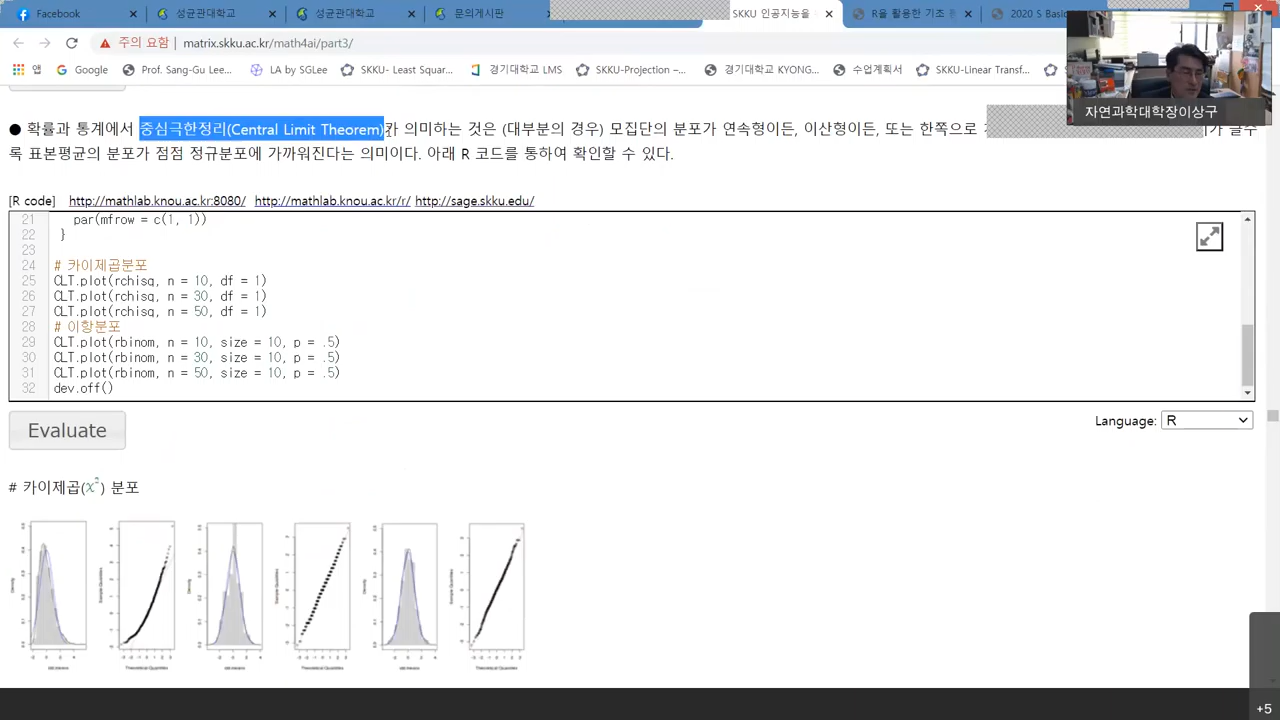 Facebook
성균관대학교
성균관대학교
문의게시판
SKKU 인공지능을
R을 활용한 기초 통
2020 S Basic
주의 요함 | matrix.skku.ac.kr/math4ai/part3/
앱 Google Prof. Sang-Gu Lee... LA by SGLee SKKU- Least Squar... 경기대학교 LMS SKKU-Projection –... 경기대학교 KYONG... 수업계획서 SKKU-Linear Transf...
자연과학대학장이상구
● 확률과 통계에서 중심극한정리(Central Limit Theorem)가 의미하는 것은 (대부분의 경우) 모집단의 분포가 연속형이든, 이산형이든, 또는 한쪽으로
록 표본평균의 분포가 점점 정규분포에 가까워진다는 의미이다. 아래 R 코드를 통하여 확인할 수 있다.
[R code] http://mathlab.knou.ac.kr:8080/ http://mathlab.knou.ac.kr/r/ http://sage.skku.edu/
21 par(mfrow = c(1, 1))
22 }
23
24 # 카이제곱분포
25 CLT.plot(rchisq, n = 10, df = 1)
26 CLT.plot(rchisq, n = 30, df = 1)
27 CLT.plot(rchisq, n = 50, df = 1)
28 # 이항분포
29 CLT.plot(rbinom, n = 10, size = 10, p = .5)
30 CLT.plot(rbinom, n = 30, size = 10, p = .5)
31 CLT.plot(rbinom, n = 50, size = 10, p = .5)
32 dev.off()
Evaluate
Language: R
# 카이제곱(χ²) 분포
+5